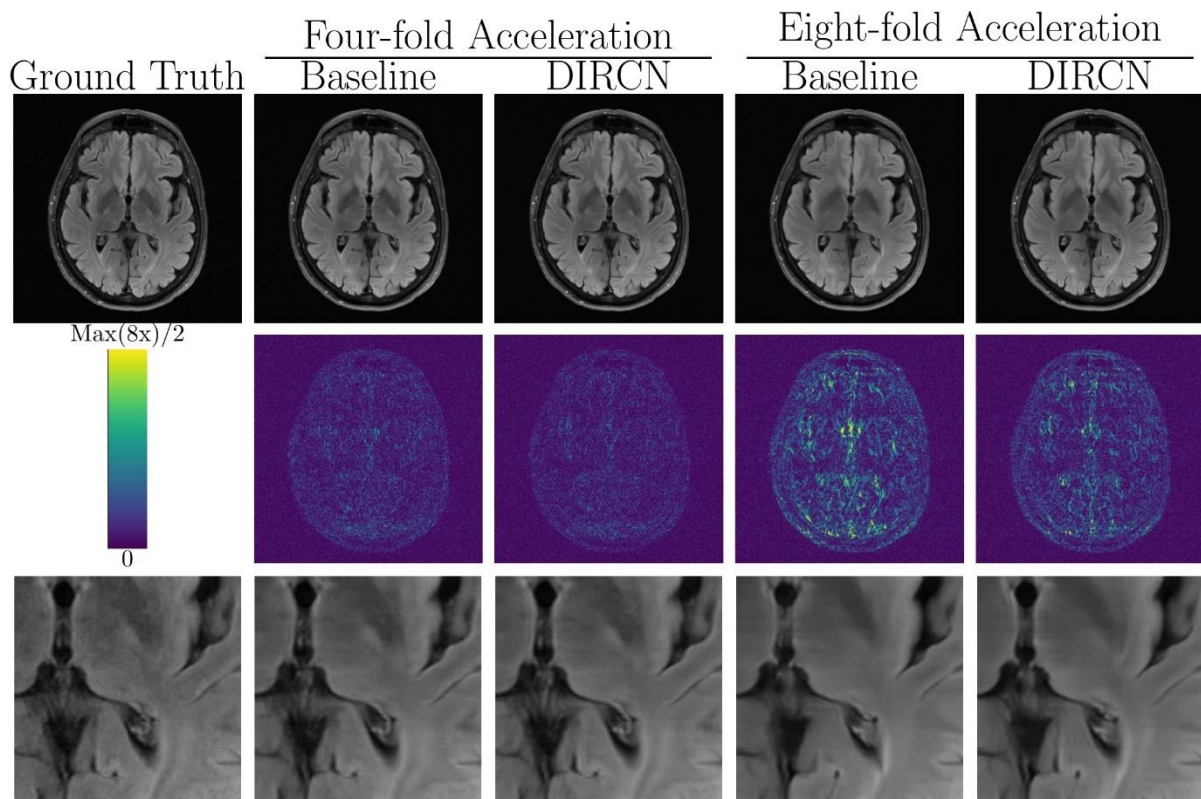 Four-fold Acceleration
Eight-fold Acceleration
Ground Truth
Baseline
DIRCN
Baseline
DIRCN
Max(8x)/2
0